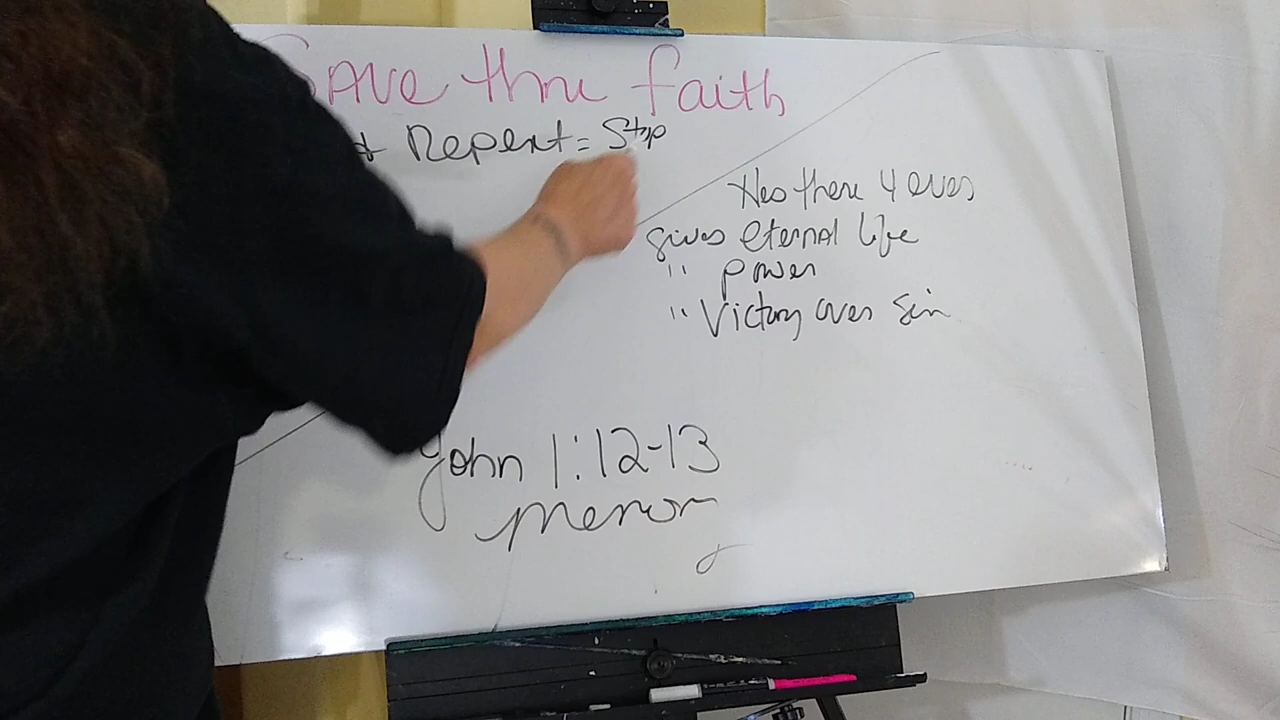 Save thru faith
Repent = Stop
Hes there 4 ever
gives eternal life
" power
" Victory over Sin
John 1:12-13